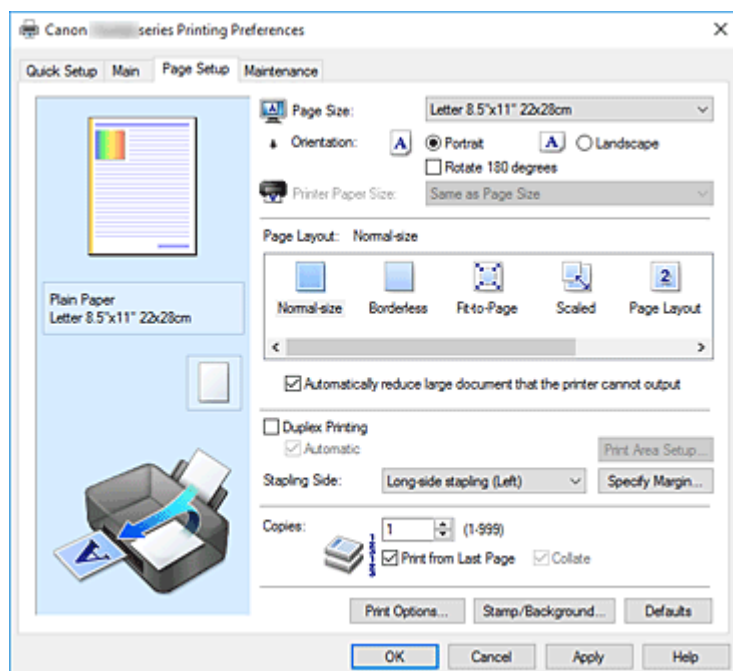 Canon series Printing Preferences
Quick Setup Main Page Setup Maintenance
Page Size: Letter 8.5"x11" 22x28cm
Orientation: A Portrait A Landscape
Rotate 180 degrees
Printer Paper Size: Same as Page Size
Page Layout: Normal-size
Normal-size Borderless Fit-to-Page Scaled 2 Page Layout
Plain Paper
Letter 8.5"x11" 22x28cm
Automatically reduce large document that the printer cannot output
Duplex Printing
Automatic Print Area Setup...
Stapling Side: Long-side stapling (Left) Specify Margin...
Copies: 1 (1-999)
Print from Last Page Collate
A
Print Options... Stamp/Background... Defaults
OK Cancel Apply Help